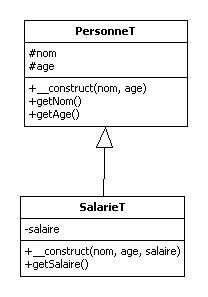 PersonneT
#nom
#age
+__construct(nom, age)
+getNom()
+getAge()
SalarieT
-salaire
+__construct(nom, age, salaire)
+getSalaire()